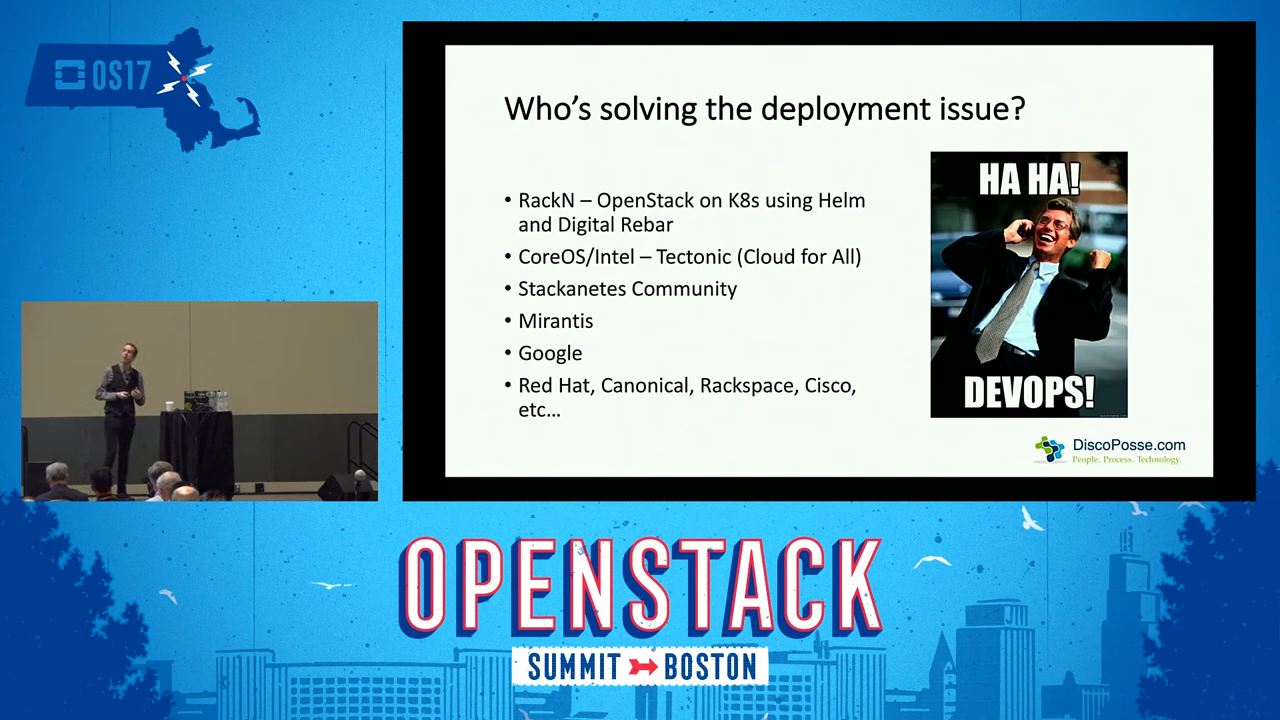 OS17
Who's solving the deployment issue?
• RackN – OpenStack on K8s using Helm
and Digital Rebar
• CoreOS/Intel – Tectonic (Cloud for All)
• Stackanetes Community
• Mirantis
• Google
• Red Hat, Canonical, Rackspace, Cisco,
etc...
HA HA!
DEVOPS!
DiscoPosse.com
People. Process. Technology.
OPENSTACK
SUMMIT BOSTON